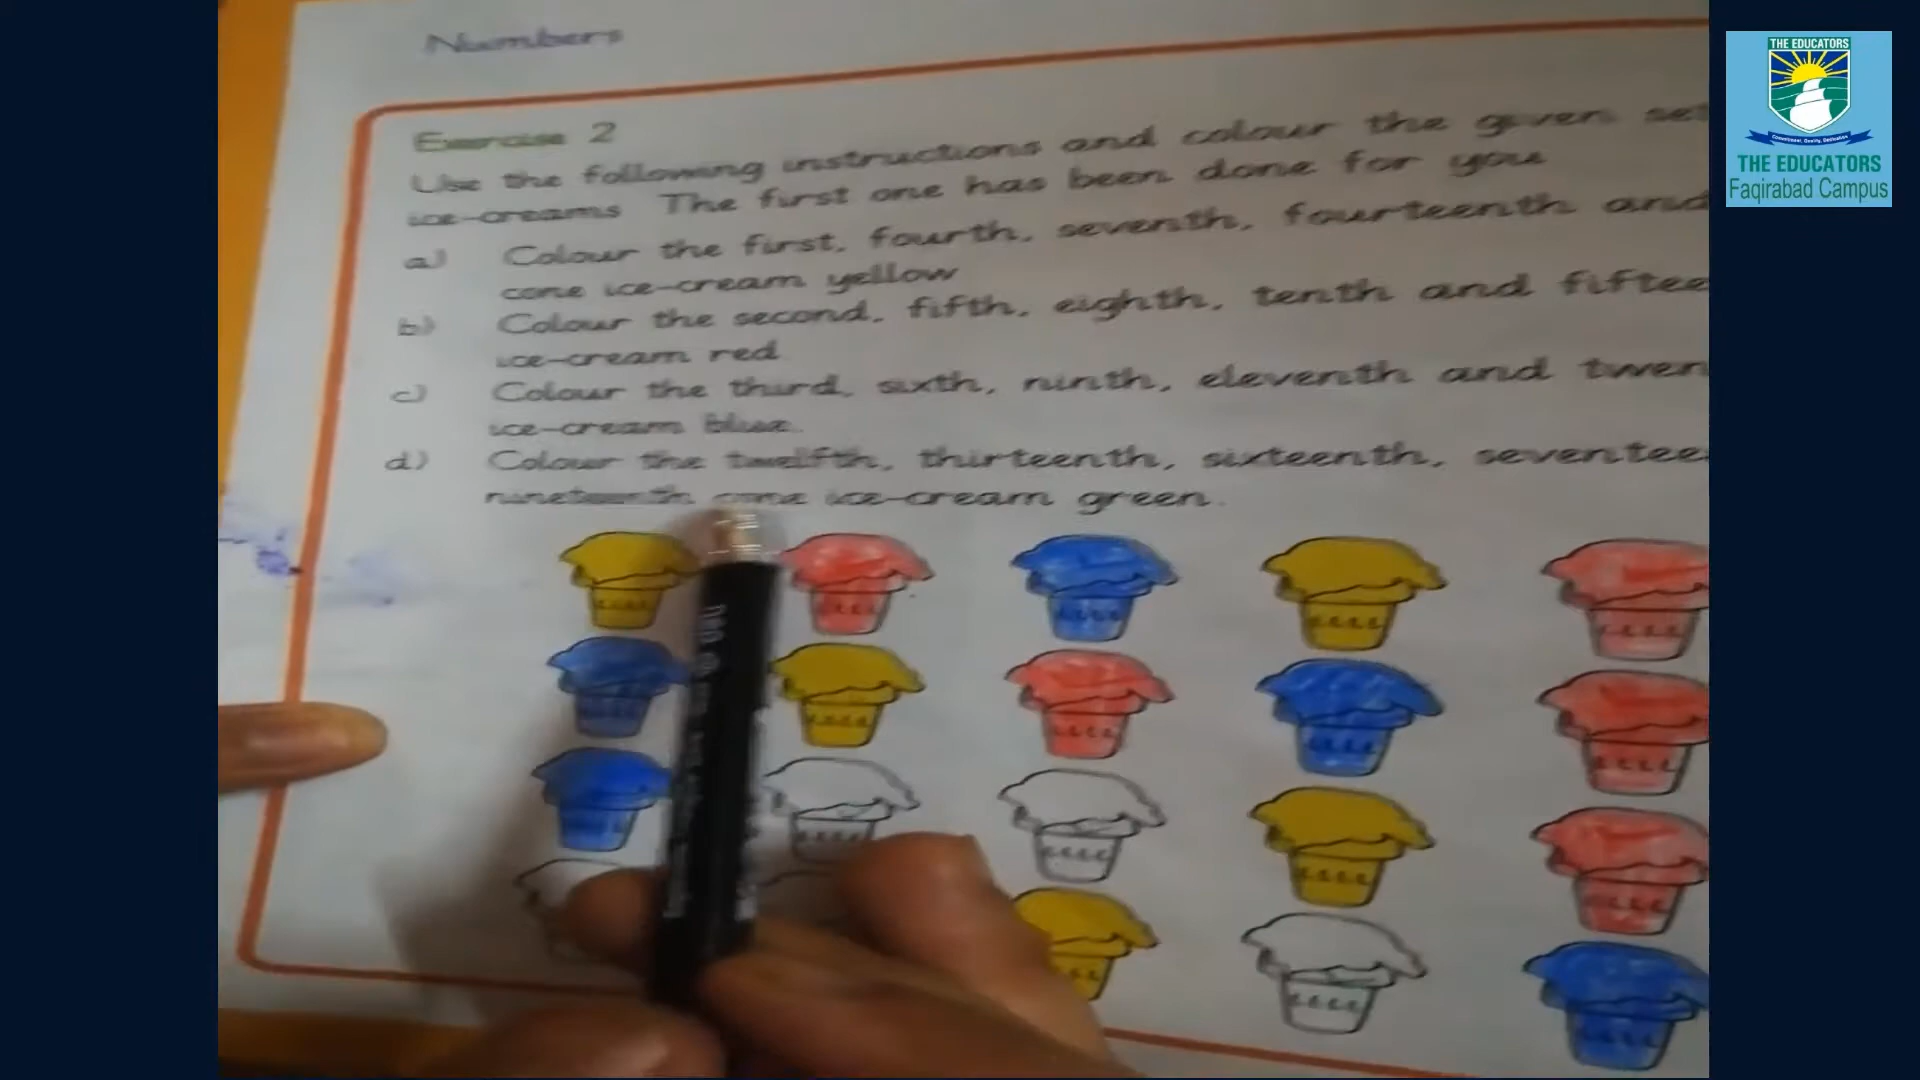 Numbers
Exercise 2
Use the following instructions and colour the given set
ice-creams The first one has been done for you
a) Colour the first, fourth, seventh, fourteenth and
cone ice-cream yellow
b) Colour the second, fifth, eighth, tenth and fiftee
ice-cream red
c) Colour the third, sixth, ninth, eleventh and twen
ice-cream blue.
d) Colour the twelfth, thirteenth, sixteenth, seventee
nineteenth cone ice-cream green.
THE EDUCATORS
THE EDUCATORS
Faqirabad Campus